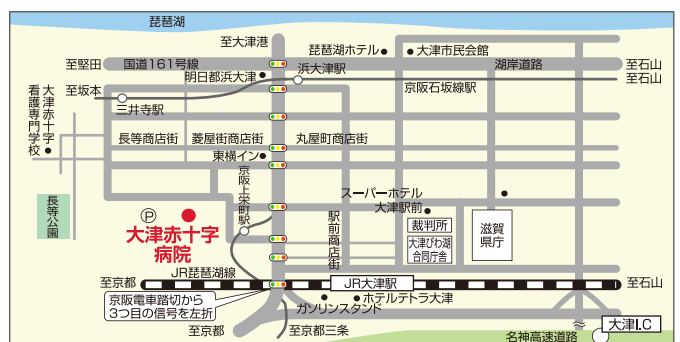 琵琶湖
至大津港
琵琶湖ホテル
大津市民会館
至堅田
国道161号線
湖岸道路
至石山
明日都浜大津
浜大津駅
至石山
至坂本
京阪石坂線駅
三井寺駅
大津赤十字
看護専門学校
長等商店街
菱屋街商店街
丸屋町商店街
東横イン
京阪上栄町駅
スーパーホテル
大津駅前
長等公園
P
裁判所
滋賀
県庁
大津びわ湖
合同庁舎
駅前商店街
大津赤十字
病院
JR琵琶湖線
至京都
JR大津駅
至石山
京阪電車踏切から
3つ目の信号を左折
ホテルテトラ大津
ガソリンスタンド
至京都
至京都三条
大津I.C
名神高速道路